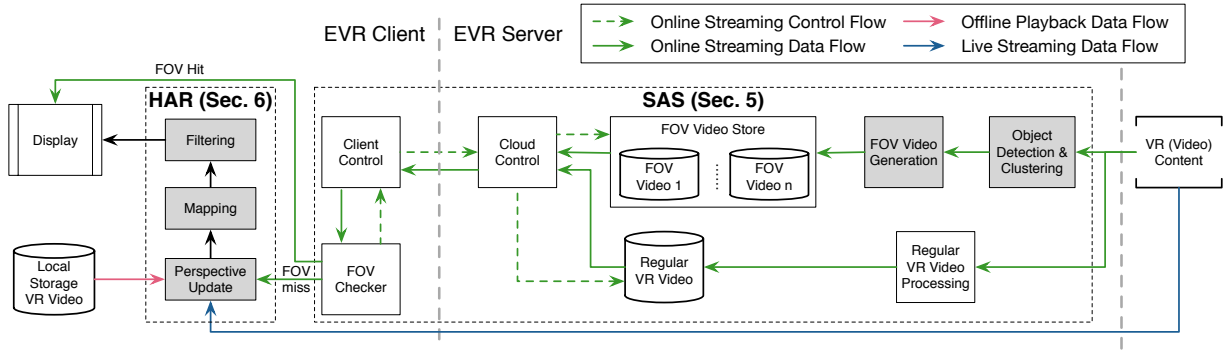 EVR Client
EVR Server
Online Streaming Control Flow
Offline Playback Data Flow
Online Streaming Data Flow
Live Streaming Data Flow
FOV Hit
HAR (Sec. 6)
SAS (Sec. 5)
Display
Filtering
Mapping
Perspective
Update
Local
Storage
VR Video
FOV
miss
Client
Control
FOV
Checker
Cloud
Control
FOV Video Store
FOV
Video 1
FOV
Video n
FOV Video
Generation
Object
Detection &
Clustering
VR (Video)
Content
Regular
VR Video
Regular
VR Video
Processing